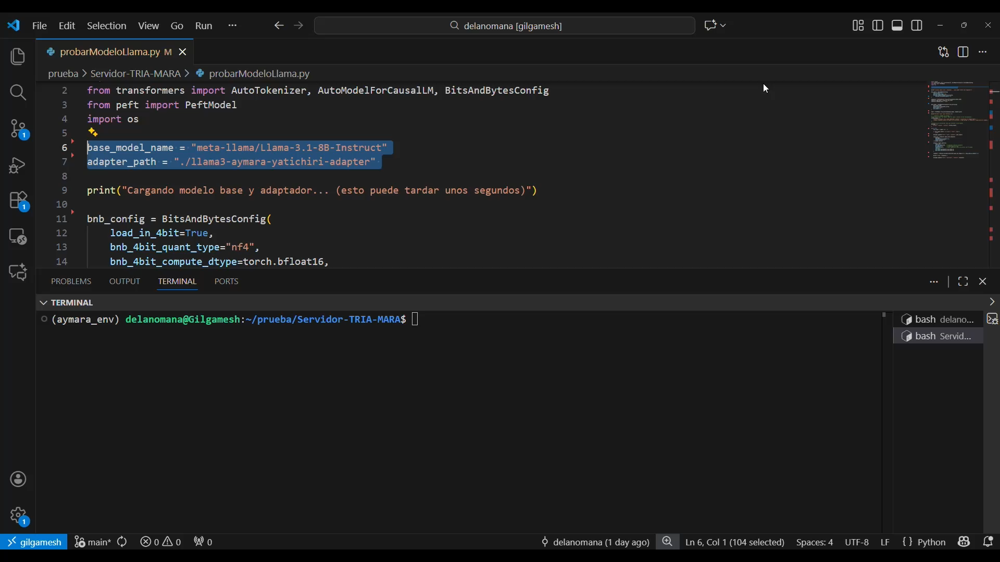 File Edit Selection View Go Run ··· delanomana [gilgamesh]
probarModeloLlama.py M
prueba > Servidor-TRIA-MARA > probarModeloLlama.py
2 from transformers import AutoTokenizer, AutoModelForCausalLM, BitsAndBytesConfig
3 from peft import PeftModel
4 import os
5
6 base_model_name = "meta-llama/Llama-3.1-8B-Instruct"
7 adapter_path = "./llama3-aymara-yatichiri-adapter"
8
9 print("Cargando modelo base y adaptador... (esto puede tardar unos segundos)")
10
11 bnb_config = BitsAndBytesConfig(
12 load_in_4bit=True,
13 bnb_4bit_quant_type="nf4",
14 bnb_4bit_compute_dtype=torch.bfloat16,
PROBLEMS OUTPUT TERMINAL PORTS
TERMINAL
(aymara_env) delanomana@Gilgamesh:~/prueba/Servidor-TRIA-MARA$
bash delano...
bash Servid...
1
1
1
gilgamesh main* 0 0 0 delanomana (1 day ago) Ln 6, Col 1 (104 selected) Spaces: 4 UTF-8 LF {} Python